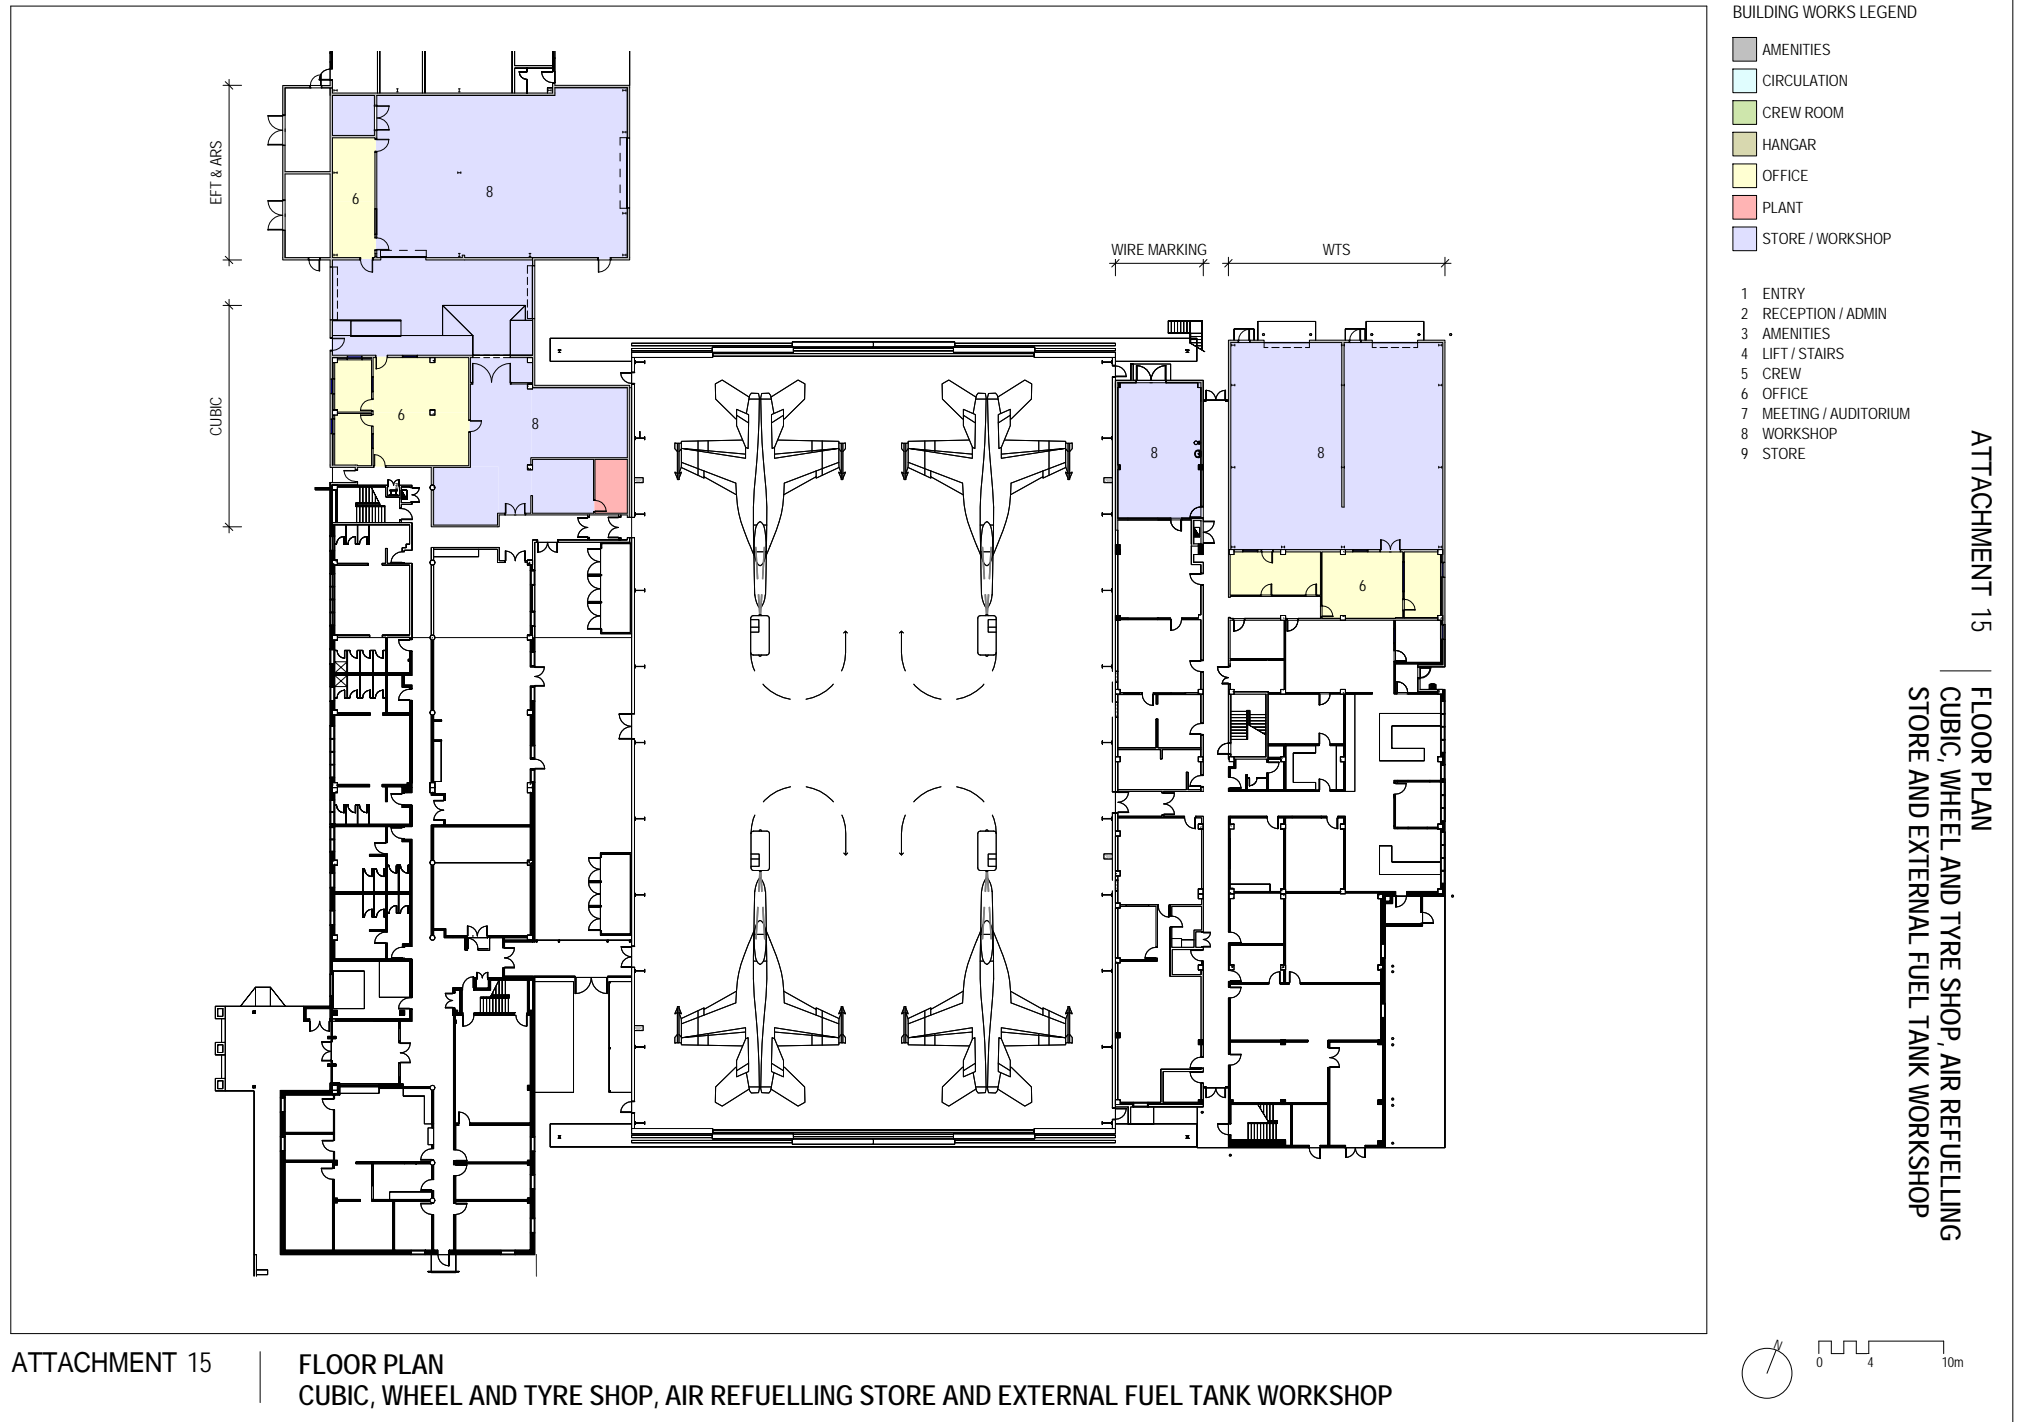 BUILDING WORKS LEGEND
AMENITIES
CIRCULATION
CREW ROOM
HANGAR
OFFICE
PLANT
STORE / WORKSHOP
1 ENTRY
2 RECEPTION / ADMIN
3 AMENITIES
4 LIFT / STAIRS
5 CREW
6 OFFICE
7 MEETING / AUDITORIUM
8 WORKSHOP
9 STORE
EFT & ARS
6
8
WIRE MARKING
WTS
CUBIC
6
8
8
8
6
ATTACHMENT 15
FLOOR PLAN
CUBIC, WHEEL AND TYRE SHOP, AIR REFUELLING
STORE AND EXTERNAL FUEL TANK WORKSHOP
N
0 4 10m
ATTACHMENT 15
FLOOR PLAN
CUBIC, WHEEL AND TYRE SHOP, AIR REFUELLING STORE AND EXTERNAL FUEL TANK WORKSHOP